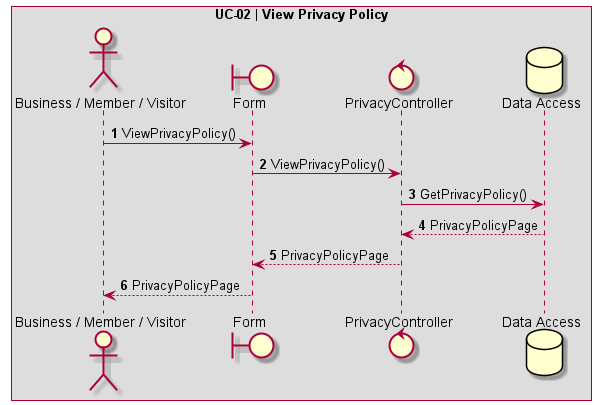 UC-02 | View Privacy Policy
Business / Member / Visitor Form PrivacyController Data Access
1 ViewPrivacyPolicy()
2 ViewPrivacyPolicy()
3 GetPrivacyPolicy()
4 PrivacyPolicyPage
5 PrivacyPolicyPage
6 PrivacyPolicyPage
Business / Member / Visitor Form PrivacyController Data Access